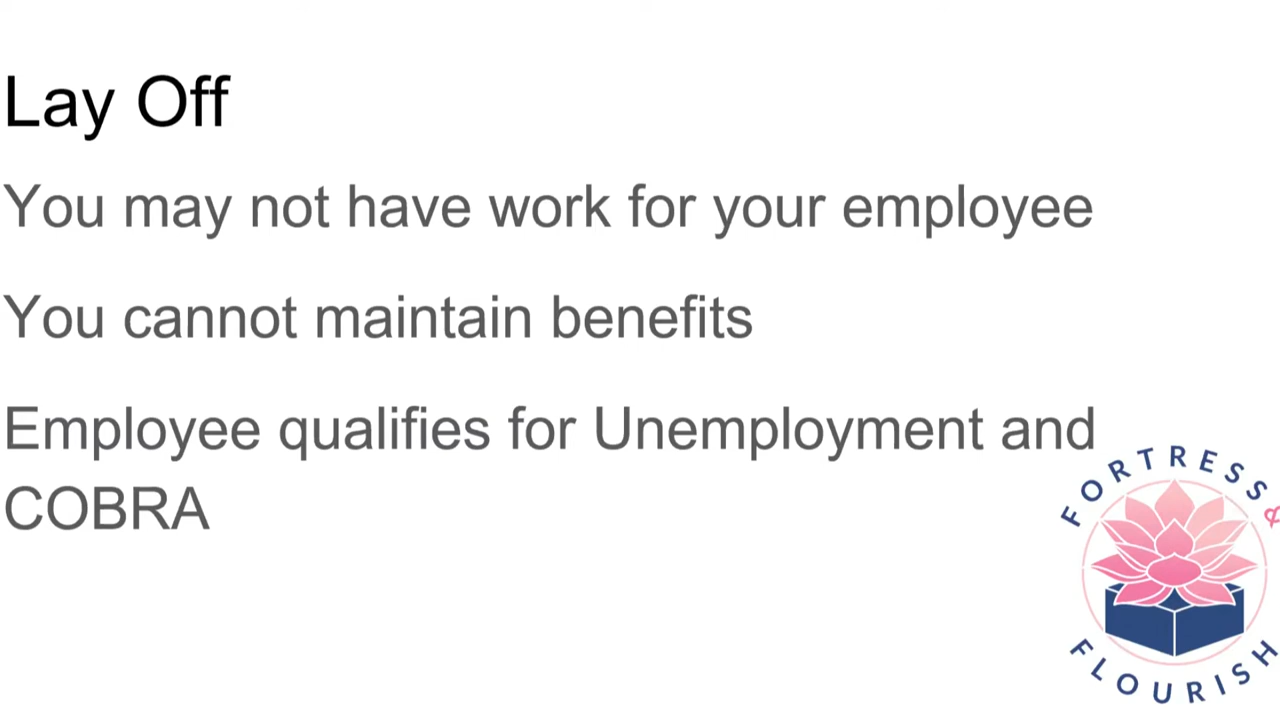 Lay Off
You may not have work for your employee
You cannot maintain benefits
Employee qualifies for Unemployment and
COBRA
FORTRESS &
FLOURISH